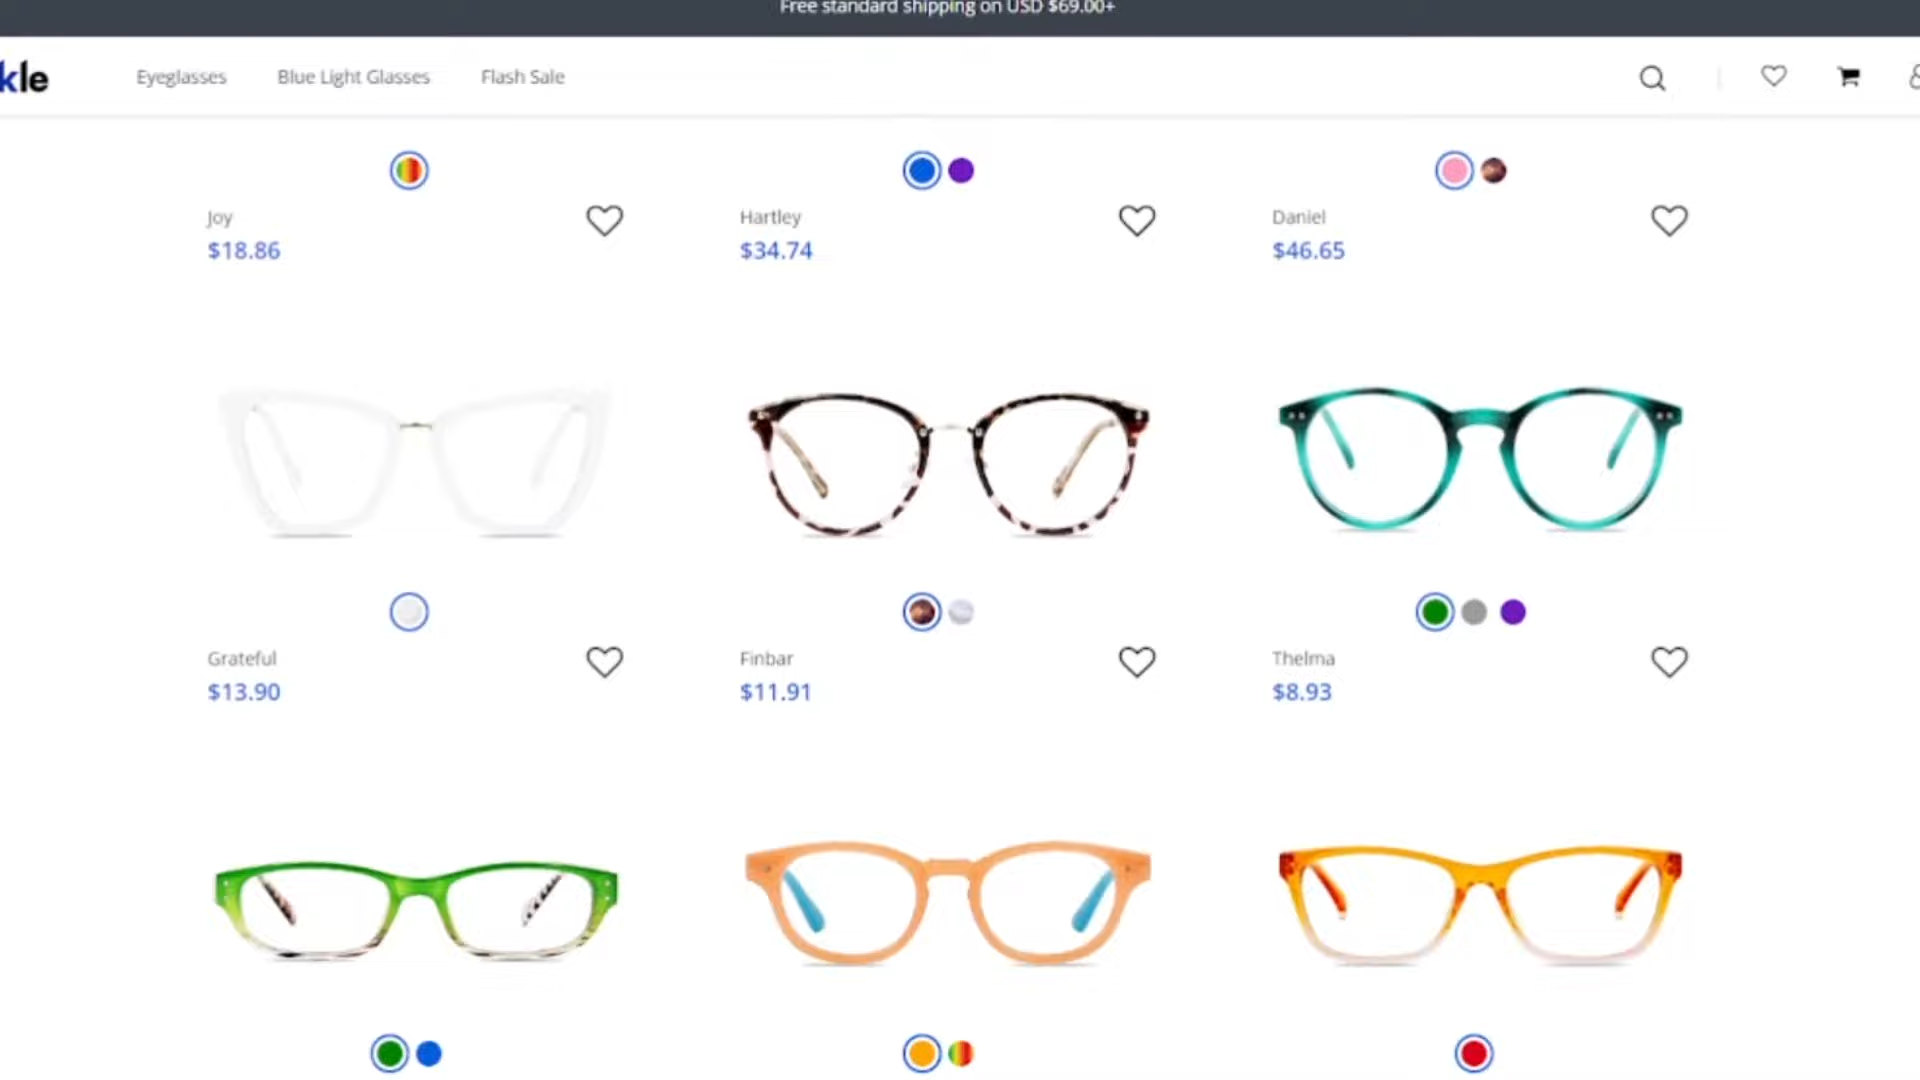 Free standard shipping on USD $69.00+
kle
Eyeglasses
Blue Light Glasses
Flash Sale
Joy
$18.86
Hartley
$34.74
Daniel
$46.65
Grateful
$13.90
Finbar
$11.91
Thelma
$8.93